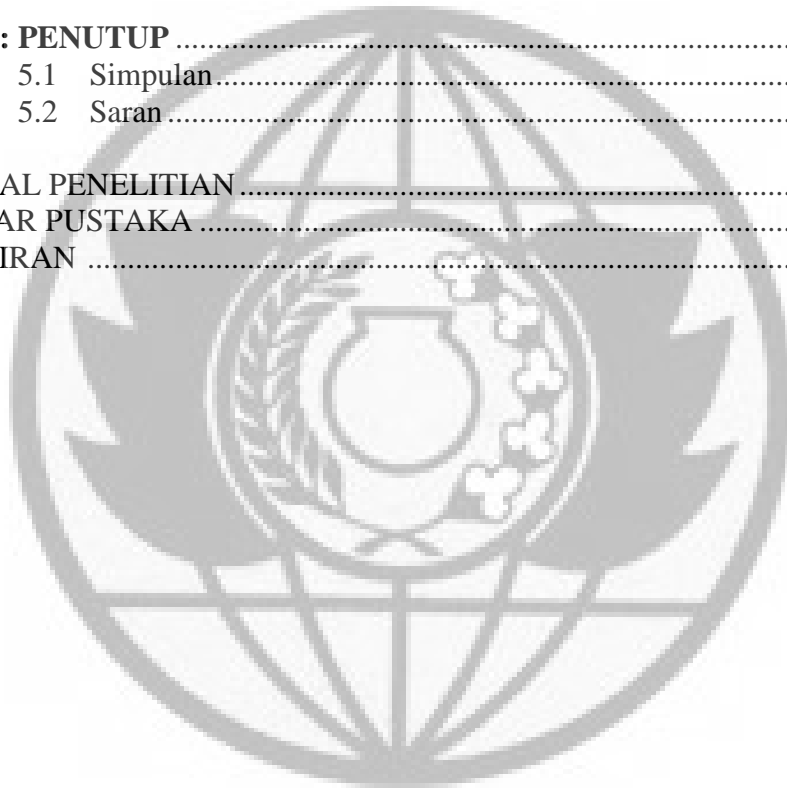 : PENUTUP ........................................................................
5.1 Simpulan ........................................................................
5.2 Saran ........................................................................
AL PENELITIAN ........................................................................
AR PUSTAKA ........................................................................
IRAN ........................................................................